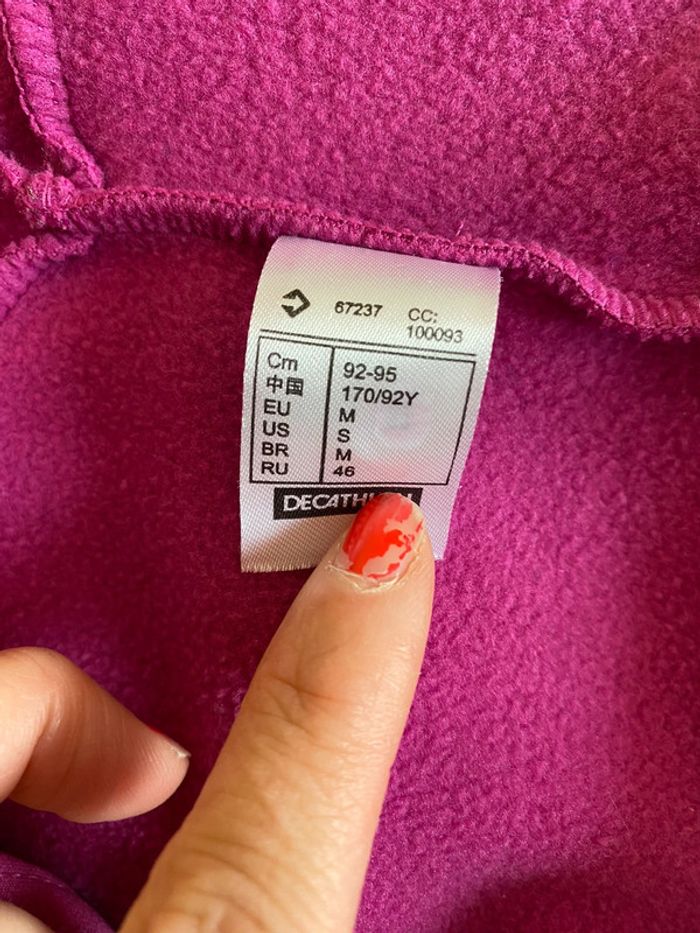 67237 CC:
100093
Cm 92-95
中国 170/92Y
EU M
US S
BR M
RU 46